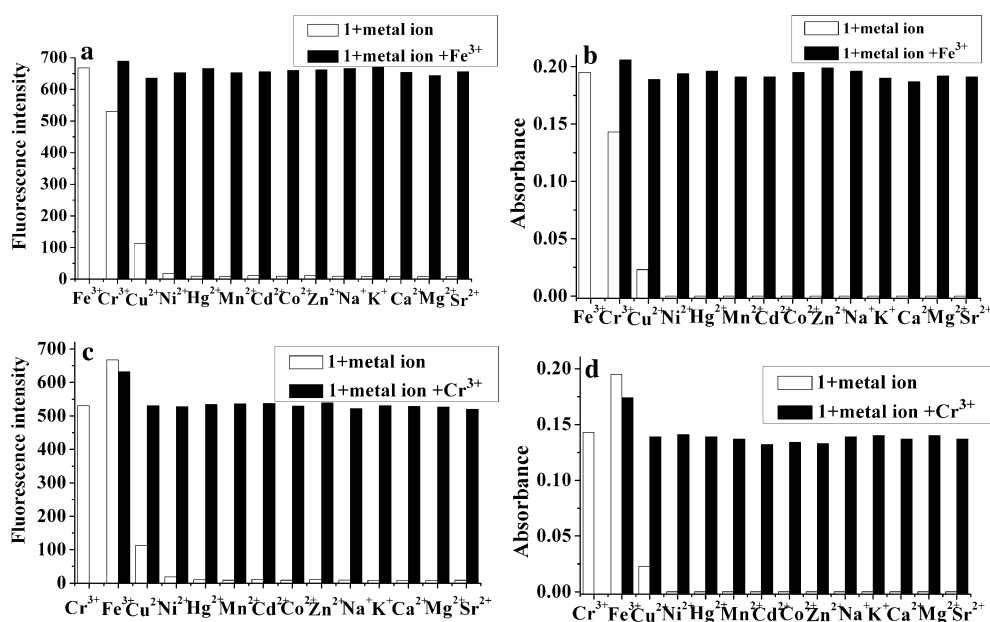 a
1+metal ion
1+metal ion +Fe³⁺
Fluorescence intensity
700
600
500
400
300
200
100
0
Fe³⁺ Cr³⁺ Cu²⁺ Ni²⁺ Hg²⁺ Mn²⁺ Cd²⁺ Co²⁺ Zn²⁺ Na⁺ K⁺ Ca²⁺ Mg²⁺ Sr²⁺
b
1+metal ion
1+metal ion +Fe³⁺
Absorbance
0.20
0.15
0.10
0.05
0.00
Fe³⁺ Cr³⁺ Cu²⁺ Ni²⁺ Hg²⁺ Mn²⁺ Cd²⁺ Co²⁺ Zn²⁺ Na⁺ K⁺ Ca²⁺ Mg²⁺ Sr²⁺
c
1+metal ion
1+metal ion +Cr³⁺
Fluorescence intensity
700
600
500
400
300
200
100
0
Cr³⁺ Fe³⁺ Cu²⁺ Ni²⁺ Hg²⁺ Mn²⁺ Cd²⁺ Co²⁺ Zn²⁺ Na⁺ K⁺ Ca²⁺ Mg²⁺ Sr²⁺
d
1+metal ion
1+metal ion +Cr³⁺
Absorbance
0.20
0.15
0.10
0.05
0.00
Cr³⁺ Fe³⁺ Cu²⁺ Ni²⁺ Hg²⁺ Mn²⁺ Cd²⁺ Co²⁺ Zn²⁺ Na⁺ K⁺ Ca²⁺ Mg²⁺ Sr²⁺